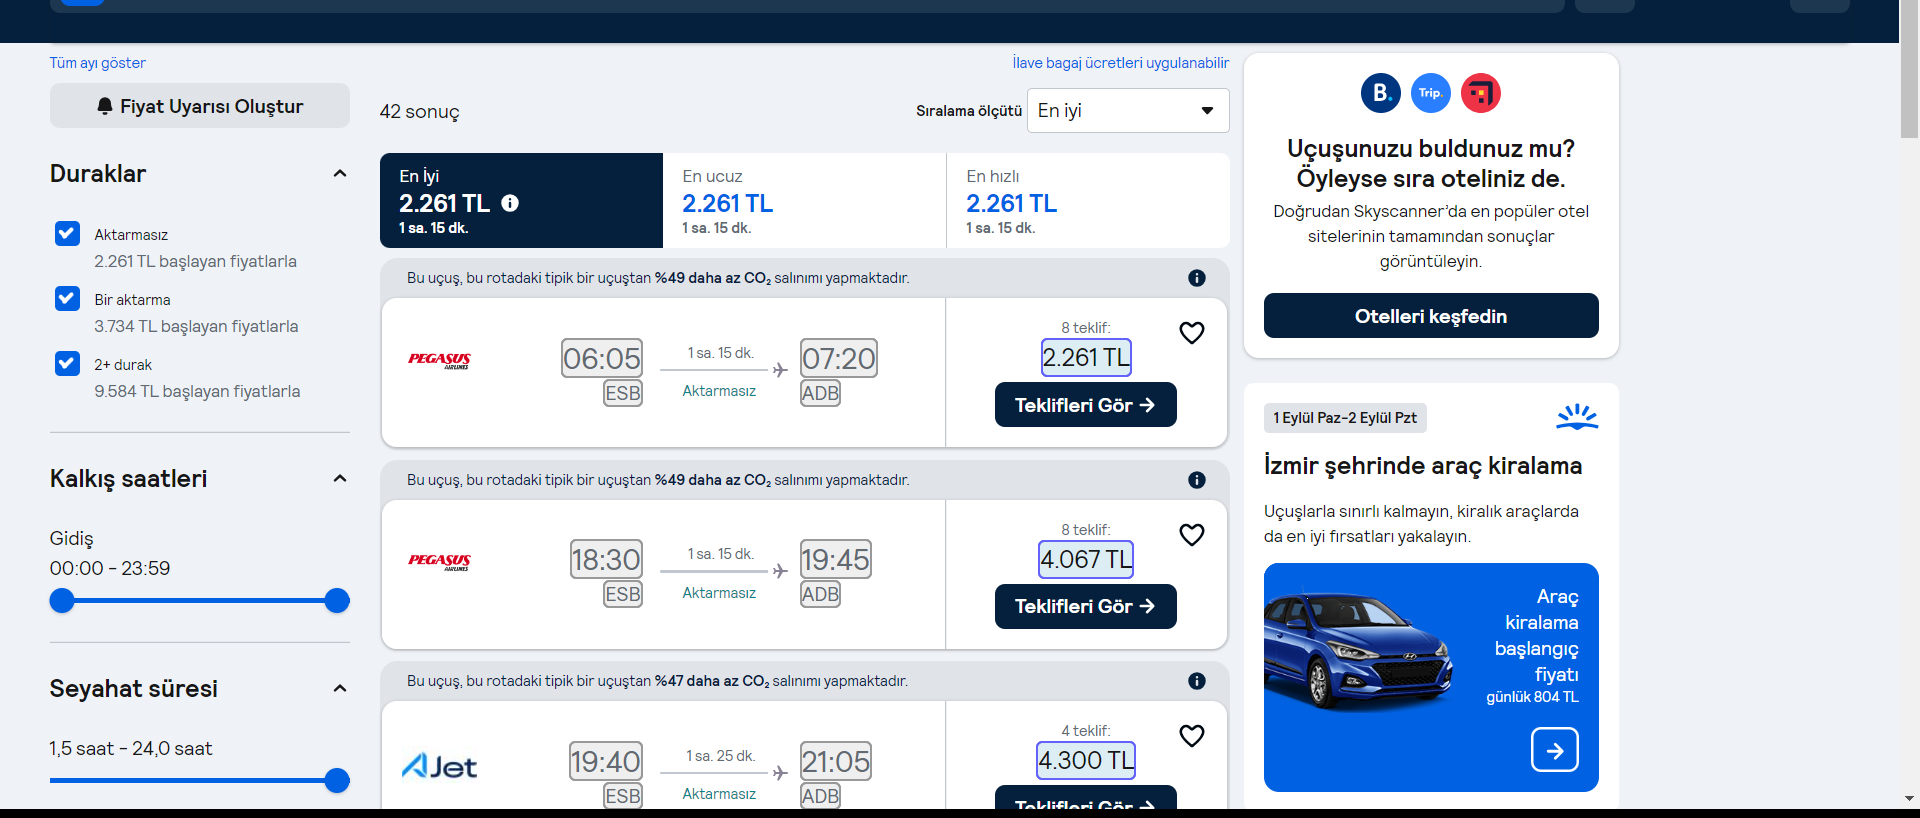 Tüm ayı göster
Fiyat Uyarısı Oluştur
Duraklar
Aktarmasız
2.261 TL başlayan fiyatlarla
Bir aktarma
3.734 TL başlayan fiyatlarla
2+ durak
9.584 TL başlayan fiyatlarla
Kalkış saatleri
Gidiş
00:00 - 23:59
Seyahat süresi
1,5 saat - 24,0 saat
İlave bagaj ücretleri uygulanabilir
42 sonuç
Sıralama ölçütü
En iyi
En İyi
2.261 TL
1 sa. 15 dk.
En ucuz
2.261 TL
1 sa. 15 dk.
En hızlı
2.261 TL
1 sa. 15 dk.
Bu uçuş, bu rotadaki tipik bir uçuştan %49 daha az CO₂ salınımı yapmaktadır.
PEGASUS
AIRLINES
06:05
ESB
1 sa. 15 dk.
Aktarmasız
07:20
ADB
8 teklif:
2.261 TL
Teklifleri Gör
Bu uçuş, bu rotadaki tipik bir uçuştan %49 daha az CO₂ salınımı yapmaktadır.
PEGASUS
AIRLINES
18:30
ESB
1 sa. 15 dk.
Aktarmasız
19:45
ADB
8 teklif:
4.067 TL
Teklifleri Gör
Bu uçuş, bu rotadaki tipik bir uçuştan %47 daha az CO₂ salınımı yapmaktadır.
AJet
19:40
ESB
1 sa. 25 dk.
Aktarmasız
21:05
ADB
4 teklif:
4.300 TL
Teklifleri Gör
B.
Trip.
Uçuşunuzu buldunuz mu?
Öyleyse sıra oteliniz de.
Doğrudan Skyscanner’da en popüler otel
sitelerinin tamamından sonuçlar
görüntüleyin.
Otelleri keşfedin
1 Eylül Paz-2 Eylül Pzt
İzmir şehrinde araç kiralama
Uçuşlarla sınırlı kalmayın, kiralık araçlarda
da en iyi fırsatları yakalayın.
Araç
kiralama
başlangıç
fiyatı
günlük 804 TL